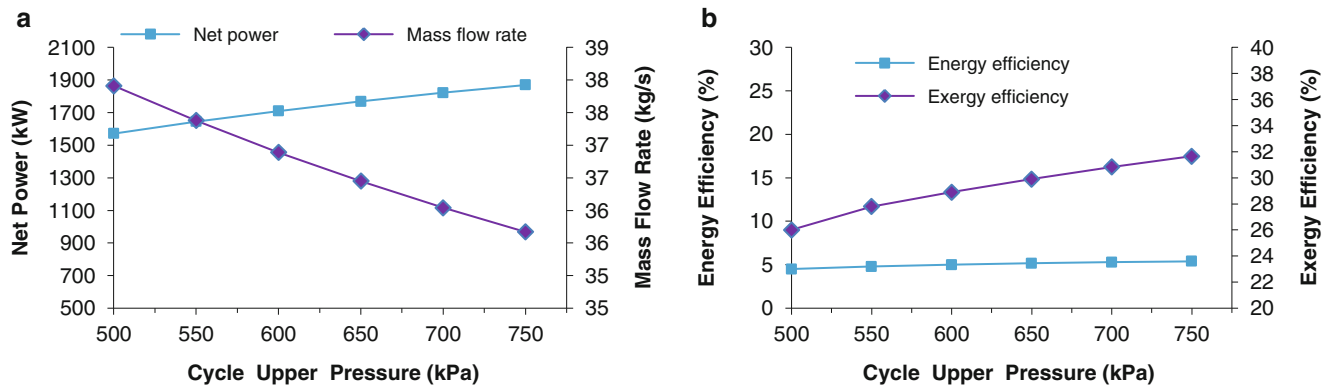 a
Net power
Mass flow rate
2100
1900
1700
1500
1300
1100
900
700
500
Net Power (kW)
39
38
38
37
37
36
36
35
35
Mass Flow Rate (kg/s)
500 550 600 650 700 750
Cycle Upper Pressure (kPa)
b
Energy efficiency
Exergy efficiency
30
25
20
15
10
5
0
Energy Efficiency (%)
40
38
36
34
32
30
28
26
24
22
20
Exergy Efficiency (%)
500 550 600 650 700 750
Cycle Upper Pressure (kPa)